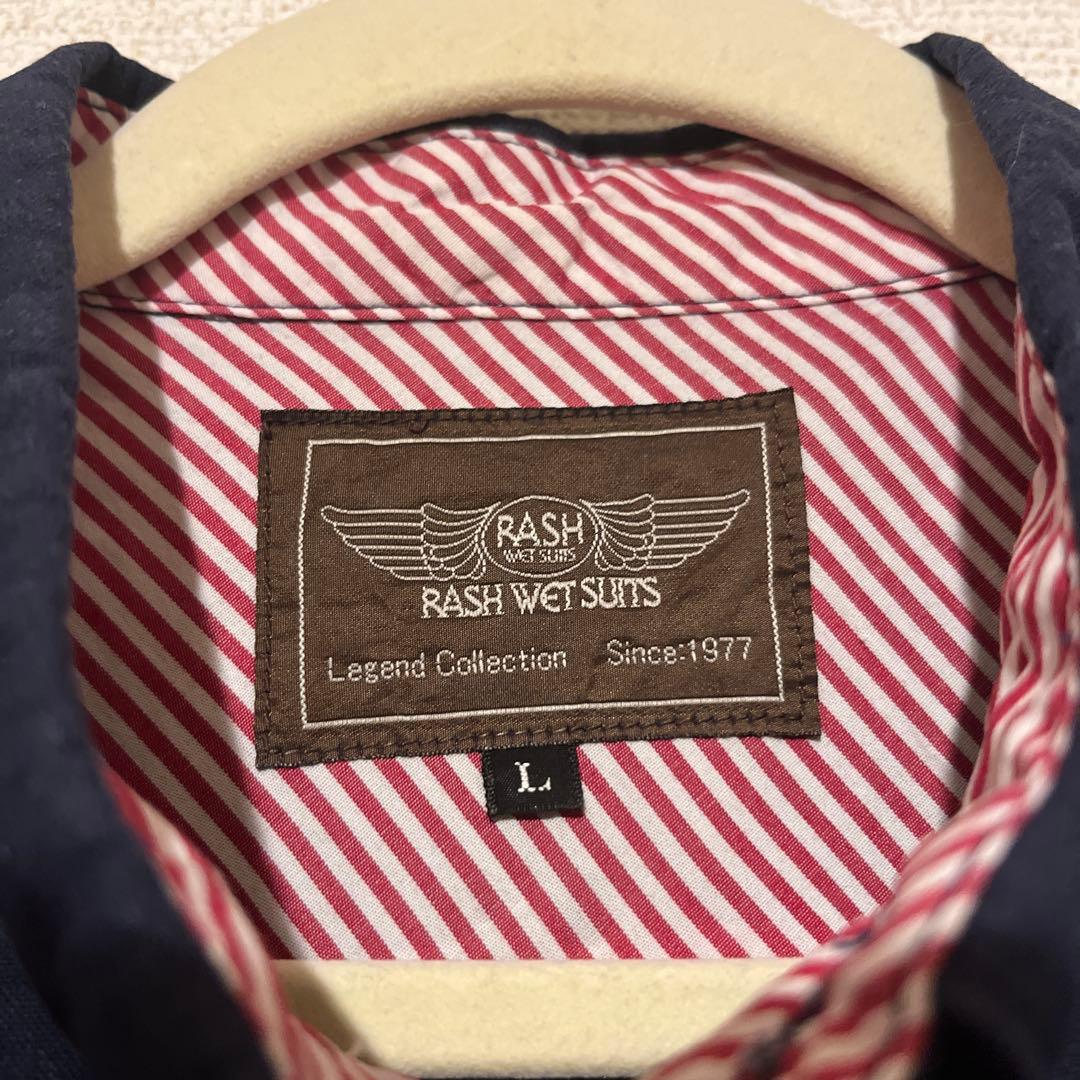 RASH
WET SUITS
RASH WET SUITS
Legend Collection Since:1977
L